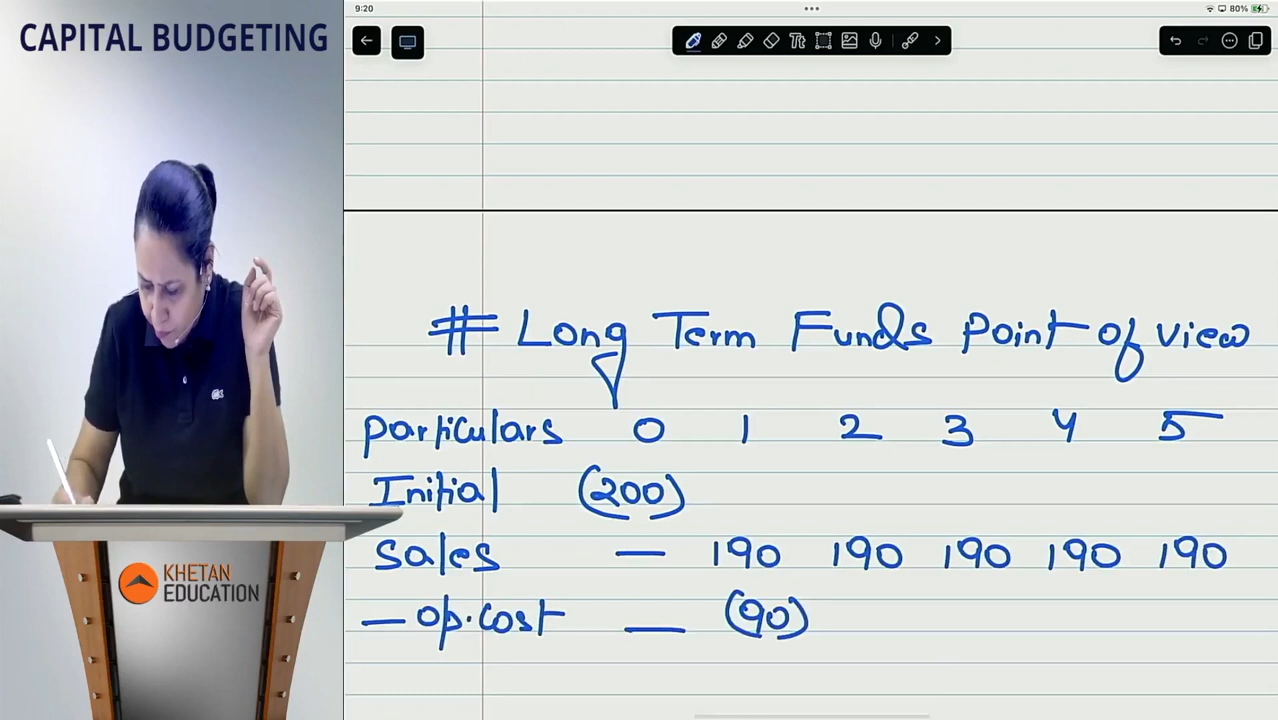 CAPITAL BUDGETING
9:20
80%
Tt
# Long Term Funds Point of view
particulars 0 1 2 3 4 5
Initial (200)
sales — 190 190 190 190 190
— op.cost — (90)
KHETAN
EDUCATION